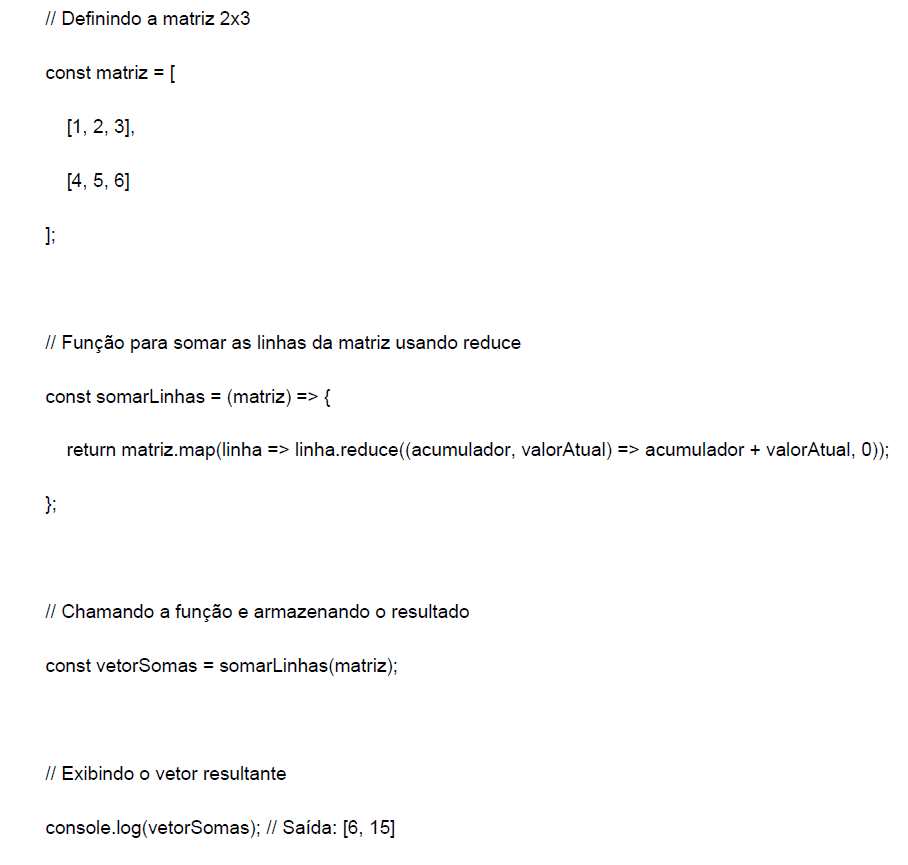 // Definindo a matriz 2x3
const matriz = [
[1, 2, 3],
[4, 5, 6]
];
// Função para somar as linhas da matriz usando reduce
const somarLinhas = (matriz) => {
return matriz.map(linha => linha.reduce((acumulador, valorAtual) => acumulador + valorAtual, 0));
};
// Chamando a função e armazenando o resultado
const vetorSomas = somarLinhas(matriz);
// Exibindo o vetor resultante
console.log(vetorSomas); // Saída: [6, 15]